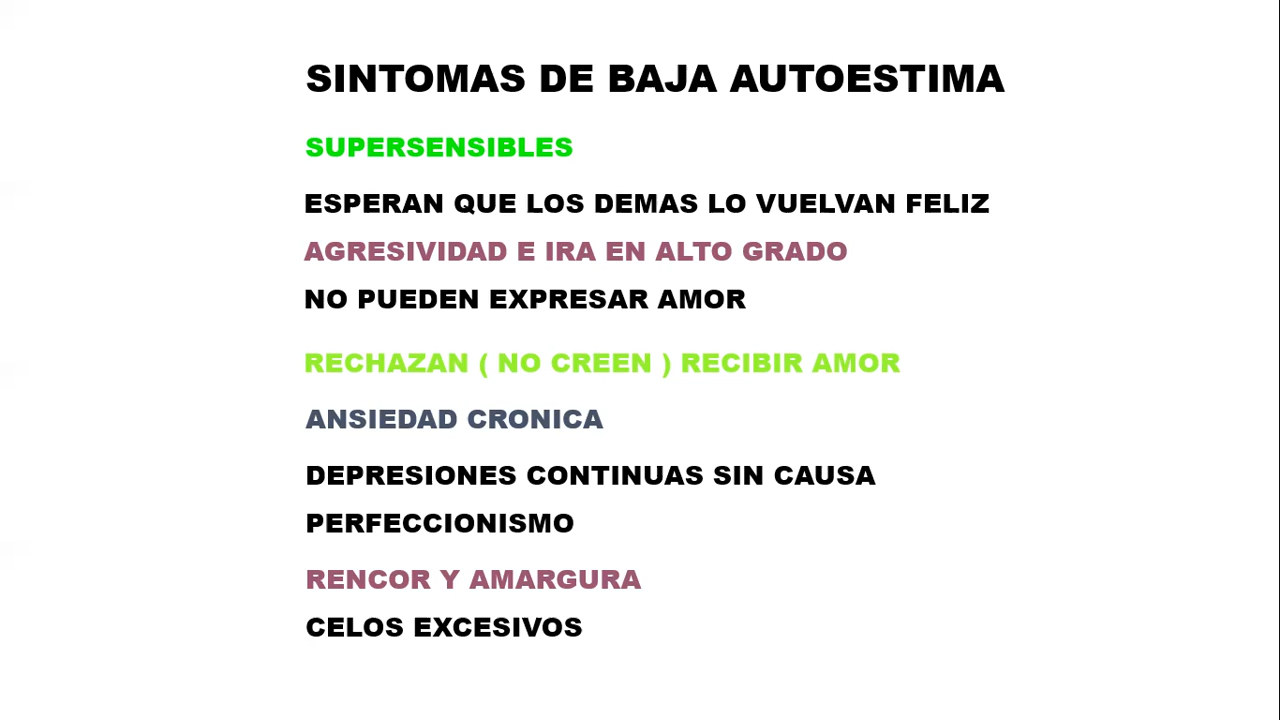 SINTOMAS DE BAJA AUTOESTIMA
SUPERSENSIBLES
ESPERAN QUE LOS DEMAS LO VUELVAN FELIZ
AGRESIVIDAD E IRA EN ALTO GRADO
NO PUEDEN EXPRESAR AMOR
RECHAZAN ( NO CREEN ) RECIBIR AMOR
ANSIEDAD CRONICA
DEPRESIONES CONTINUAS SIN CAUSA
PERFECCIONISMO
RENCOR Y AMARGURA
CELOS EXCESIVOS